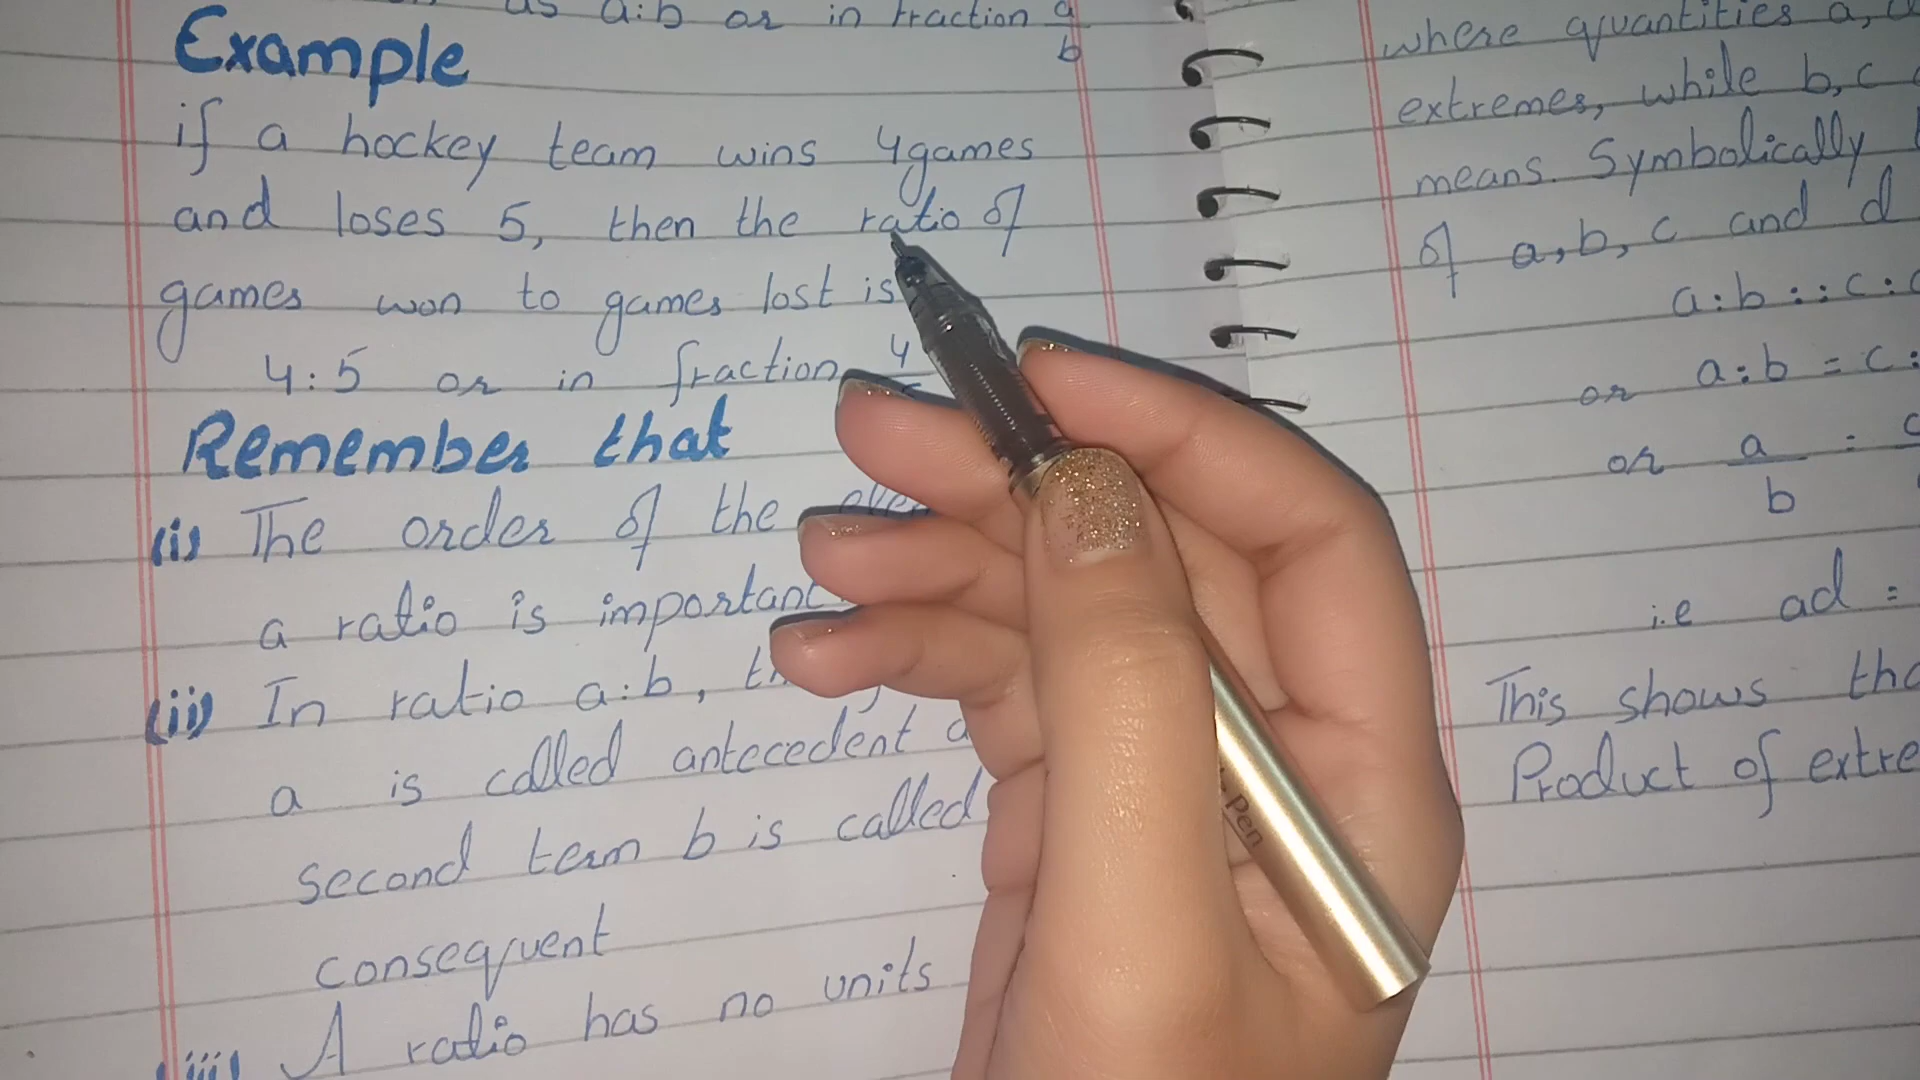 as a:b or in fraction a
b
Example
if a hockey team wins 4 games
and loses 5, then the ratio of
games won to games lost is
4:5 or in fraction 4
Remember that
(i) The order of the
a ratio is important
(ii) In ratio a:b,
a is called antecedent
second term b is called
consequent
(iii) A ratio has no units
where quantities a,
extremes, while b, c
means. Symbolically
of a, b, c and d
a:b::c:
or a:b = c:
or a = c
b
i.e ad =
This shows
Product of
Pen